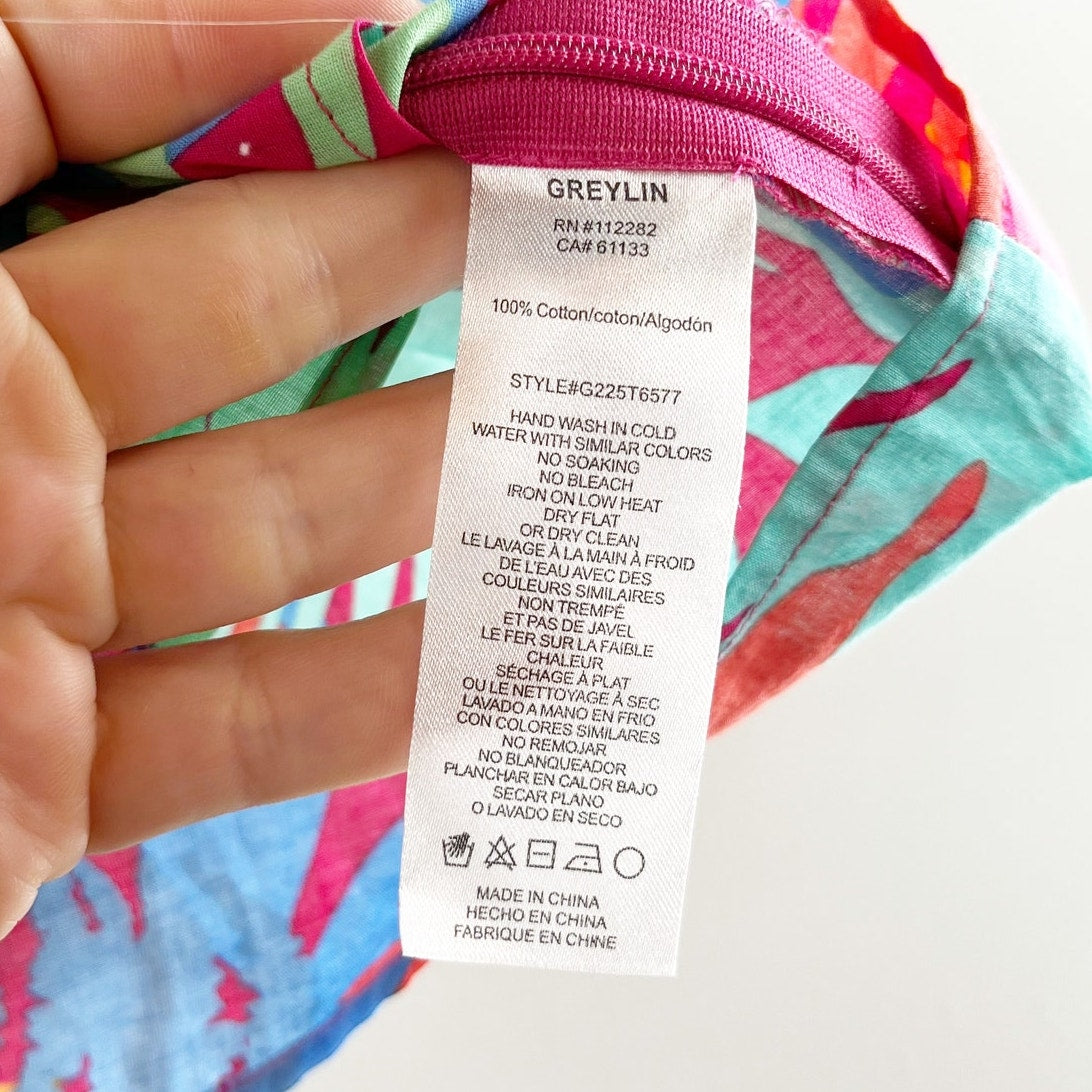 GREYLIN
RN #112282
CA# 61133
100% Cotton/coton/Algodón
STYLE#G225T6577
HAND WASH IN COLD
WATER WITH SIMILAR COLORS
NO SOAKING
NO BLEACH
IRON ON LOW HEAT
DRY FLAT
OR DRY CLEAN
LE LAVAGE À LA MAIN À FROID
DE L'EAU AVEC DES
COULEURS SIMILAIRES
NON TREMPÉ
ET PAS DE JAVEL
LE FER SUR LA FAIBLE
CHALEUR
SÉCHAGE À PLAT
OU LE NETTOYAGE À SEC
LAVADO A MANO EN FRIO
CON COLORES SIMILARES
NO REMOJAR
NO BLANQUEADOR
PLANCHAR EN CALOR BAJO
SECAR PLANO
O LAVADO EN SECO
MADE IN CHINA
HECHO EN CHINA
FABRIQUE EN CHINE